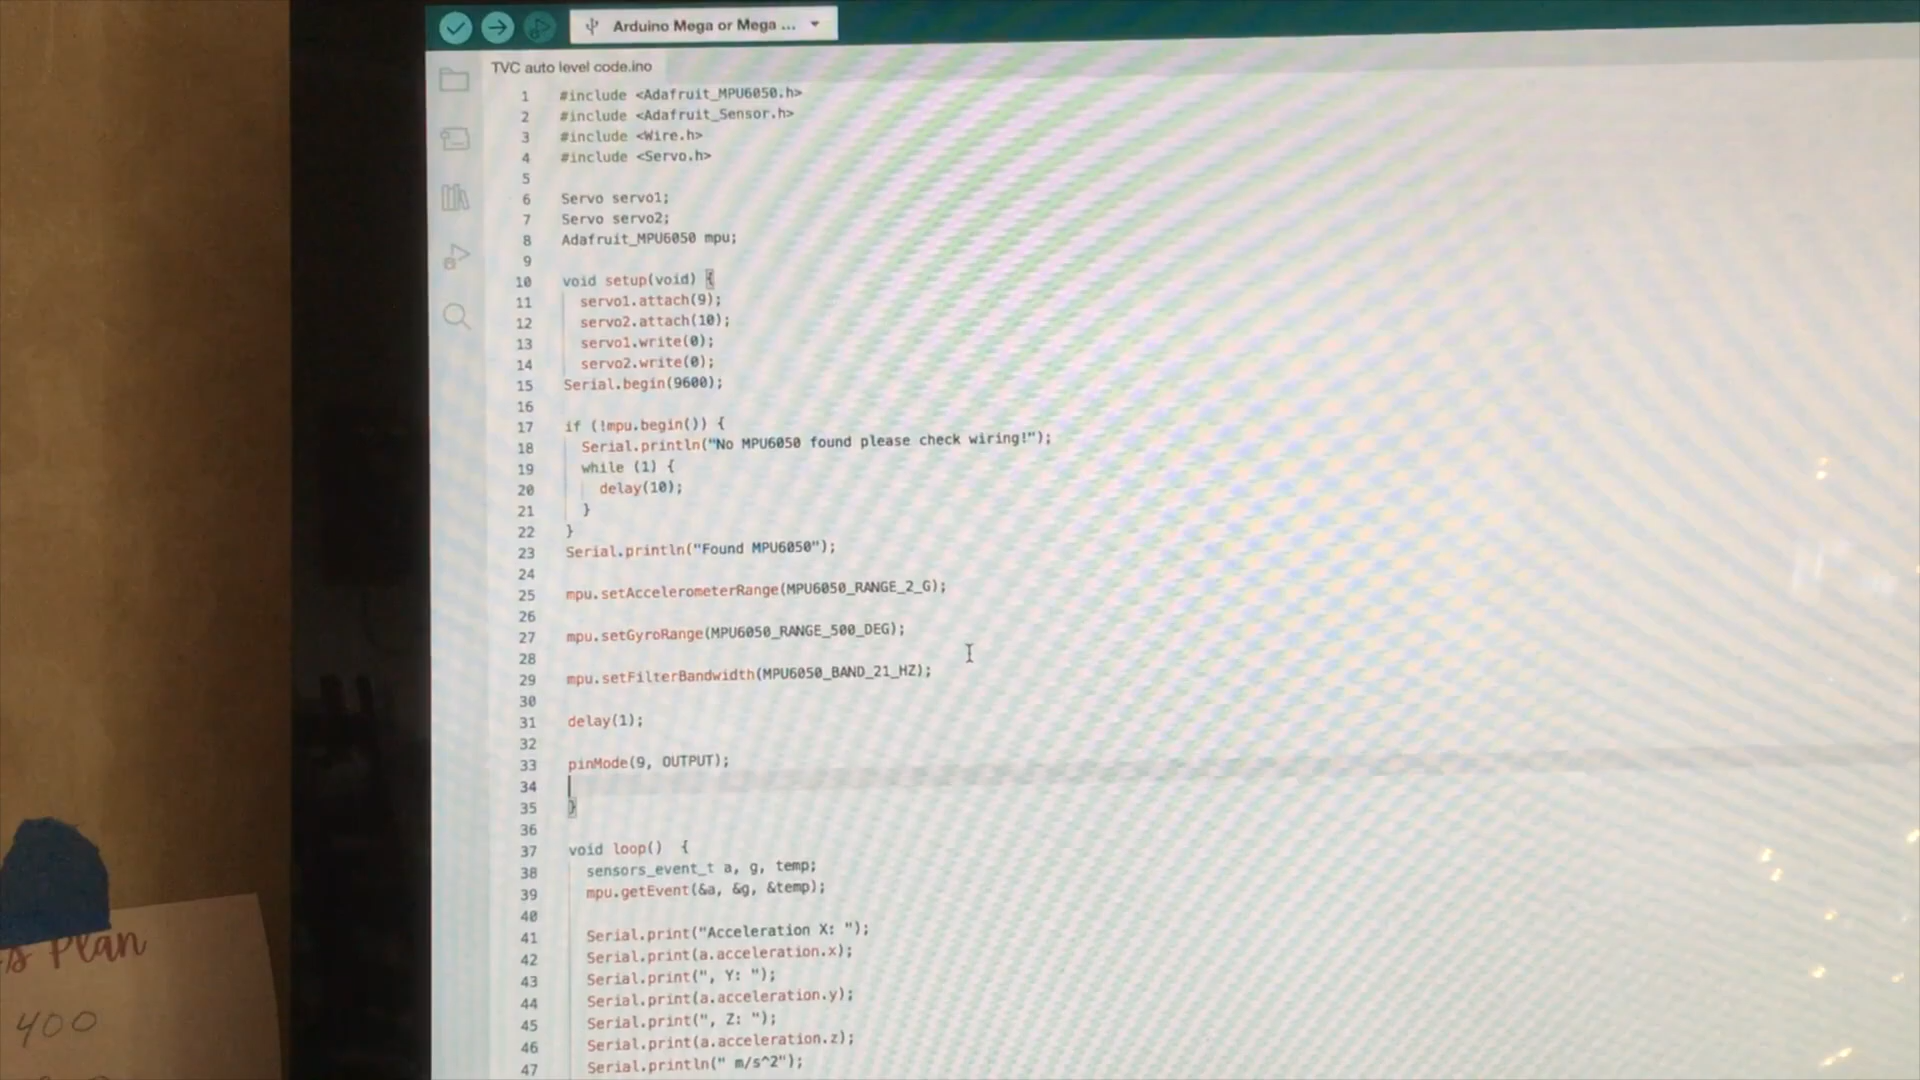 Arduino Mega or Mega ...
TVC auto level code.ino
1 #include <Adafruit_MPU6050.h>
2 #include <Adafruit_Sensor.h>
3 #include <Wire.h>
4 #include <Servo.h>
5
6 Servo servo1;
7 Servo servo2;
8 Adafruit_MPU6050 mpu;
9
10 void setup(void) {
11 servo1.attach(9);
12 servo2.attach(10);
13 servo1.write(0);
14 servo2.write(0);
15 Serial.begin(9600);
16
17 if (!mpu.begin()) {
18 Serial.println("No MPU6050 found please check wiring!");
19 while (1) {
20 delay(10);
21 }
22 }
23 Serial.println("Found MPU6050");
24
25 mpu.setAccelerometerRange(MPU6050_RANGE_2_G);
26
27 mpu.setGyroRange(MPU6050_RANGE_500_DEG);
28
29 mpu.setFilterBandwidth(MPU6050_BAND_21_HZ);
30
31 delay(1);
32
33 pinMode(9, OUTPUT);
34
35 }
36
37 void loop() {
38 sensors_event_t a, g, temp;
39 mpu.getEvent(&a, &g, &temp);
40
41 Serial.print("Acceleration X: ");
42 Serial.print(a.acceleration.x);
43 Serial.print(", Y: ");
44 Serial.print(a.acceleration.y);
45 Serial.print(", Z: ");
46 Serial.print(a.acceleration.z);
47 Serial.println(" m/s^2");
's Plan
400